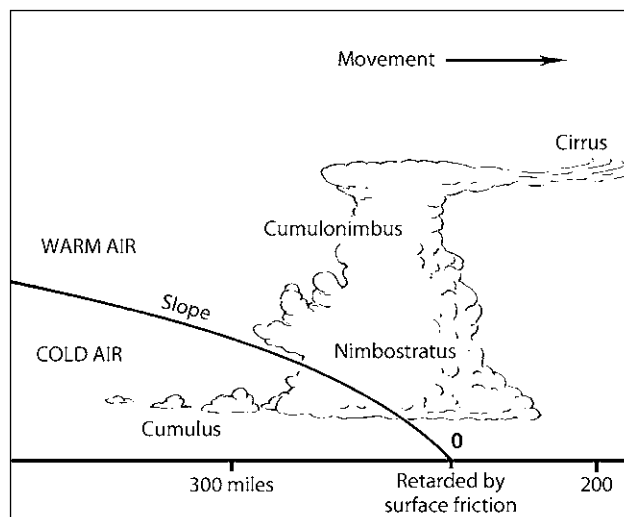 Movement
Cirrus
Cumulonimbus
WARM AIR
Slope
COLD AIR
Nimbostratus
Cumulus
0
300 miles
Retarded by
surface friction
200